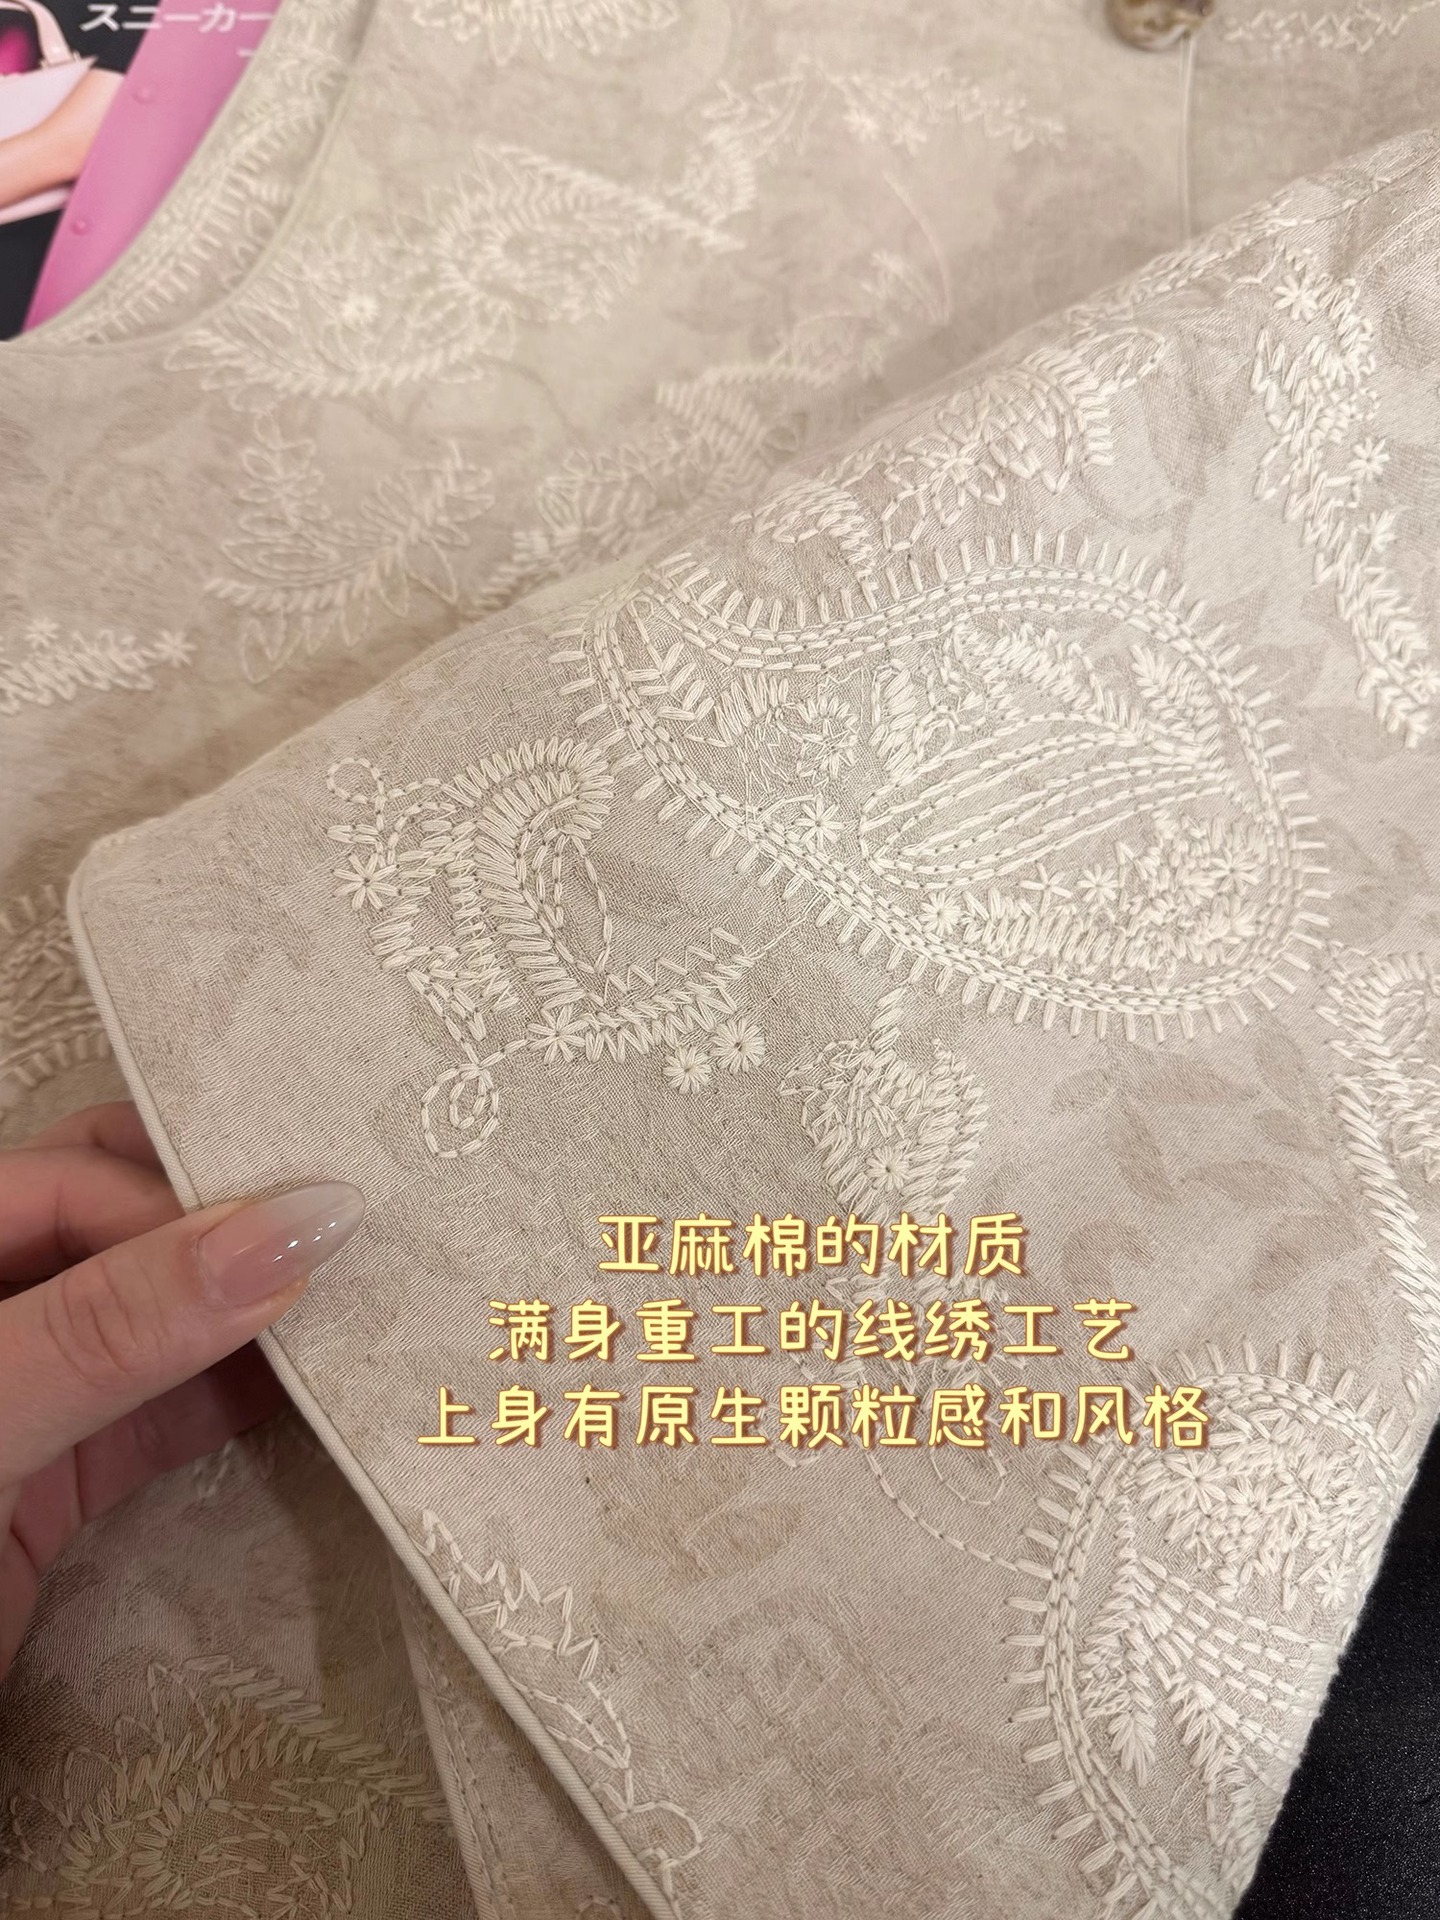 スニーカー
亚麻棉的材质
满身重工的线绣工艺
上身有原生颗粒感和风格